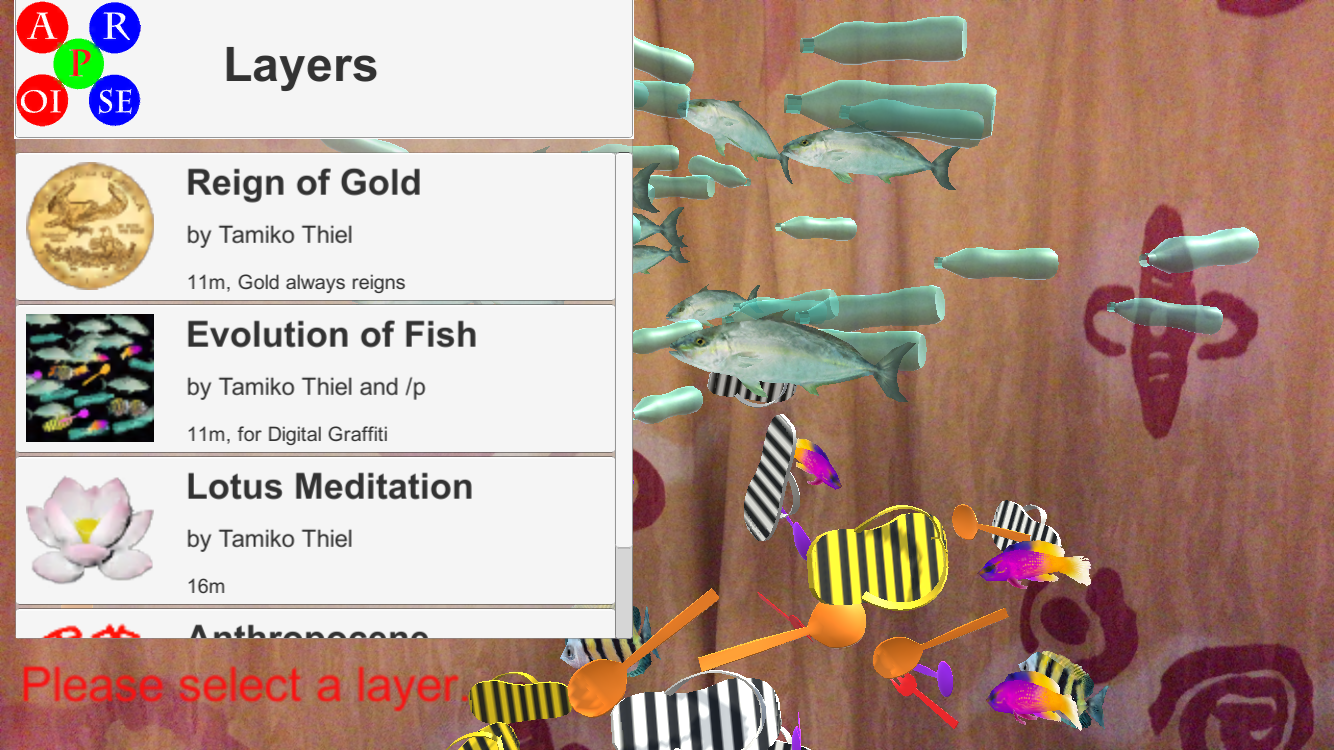 A R
P
OI SE
Layers
Reign of Gold
by Tamiko Thiel
11m, Gold always reigns
Evolution of Fish
by Tamiko Thiel and /p
11m, for Digital Graffiti
Lotus Meditation
by Tamiko Thiel
16m
Anthropocene
Please select a layer.